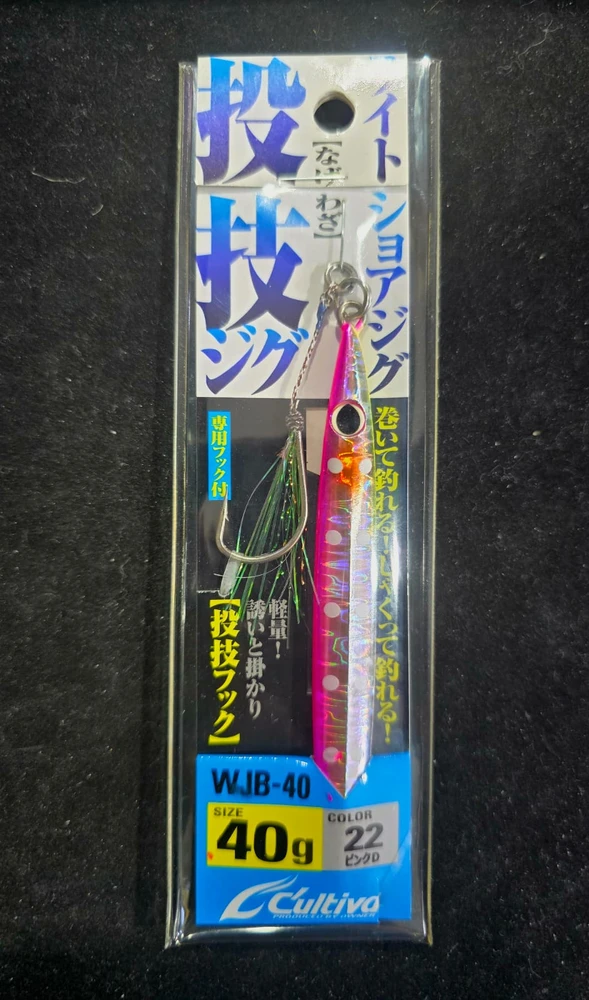 投技ジグ
【なげわざ】
イトショアジグ
専用フック付
巻いて釣れる!しゃくって釣れる!
軽量!
誘いと掛かり
【投技フック】
WJB-40
SIZE
40g
COLOR
22
ピンクD
Cultiva
PRODUCED BY OWNER